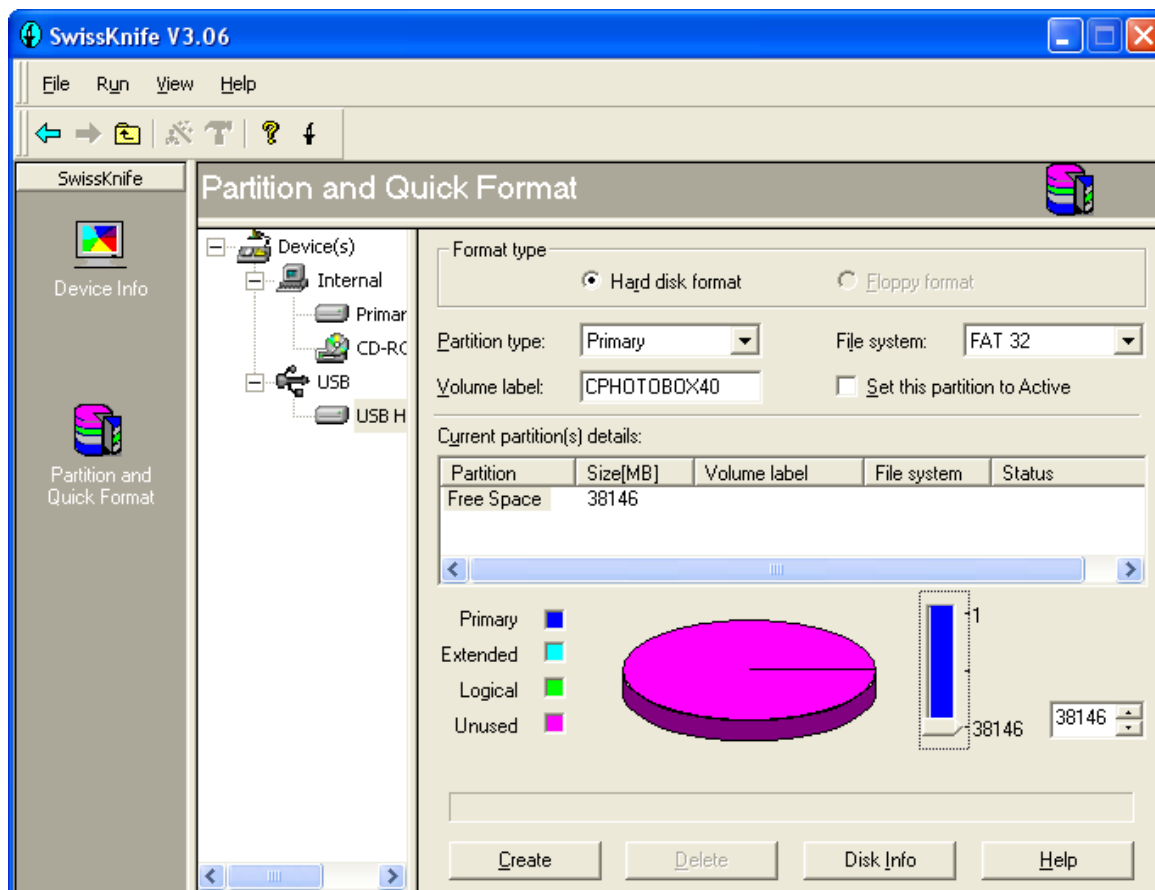 SwissKnife V3.06
File Run View Help
SwissKnife
Device Info
Partition and
Quick Format
Partition and Quick Format
Device(s)
Internal
Primar
CD-RO
USB
USB H
Format type
Hard disk format Floppy format
Partition type: Primary File system: FAT 32
Volume label: CPHOTOBOX40 Set this partition to Active
Current partition(s) details:
Partition Size[MB] Volume label File system Status
Free Space 38146
Primary
Extended
Logical
Unused
1
38146
38146
Create Delete Disk Info Help